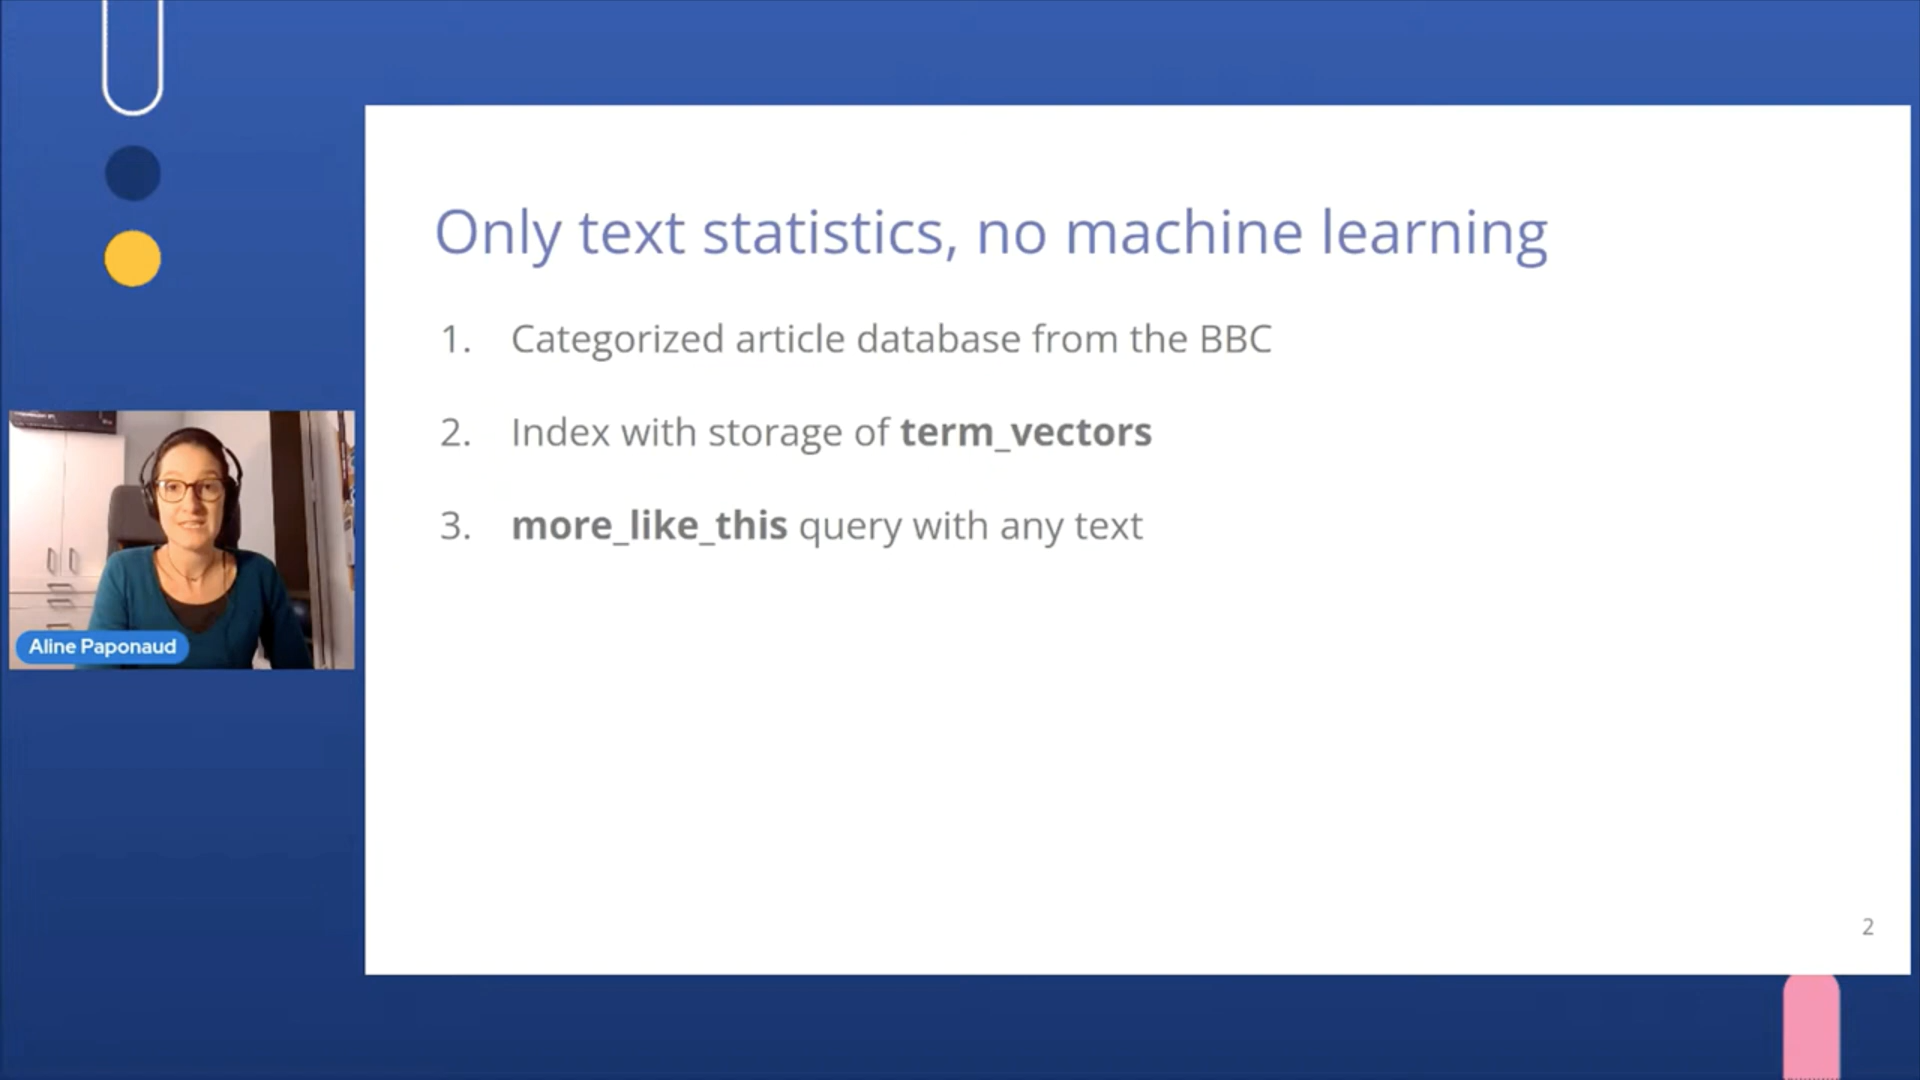 Only text statistics, no machine learning
1. Categorized article database from the BBC
2. Index with storage of term_vectors
3. more_like_this query with any text
Aline Paponaud
2